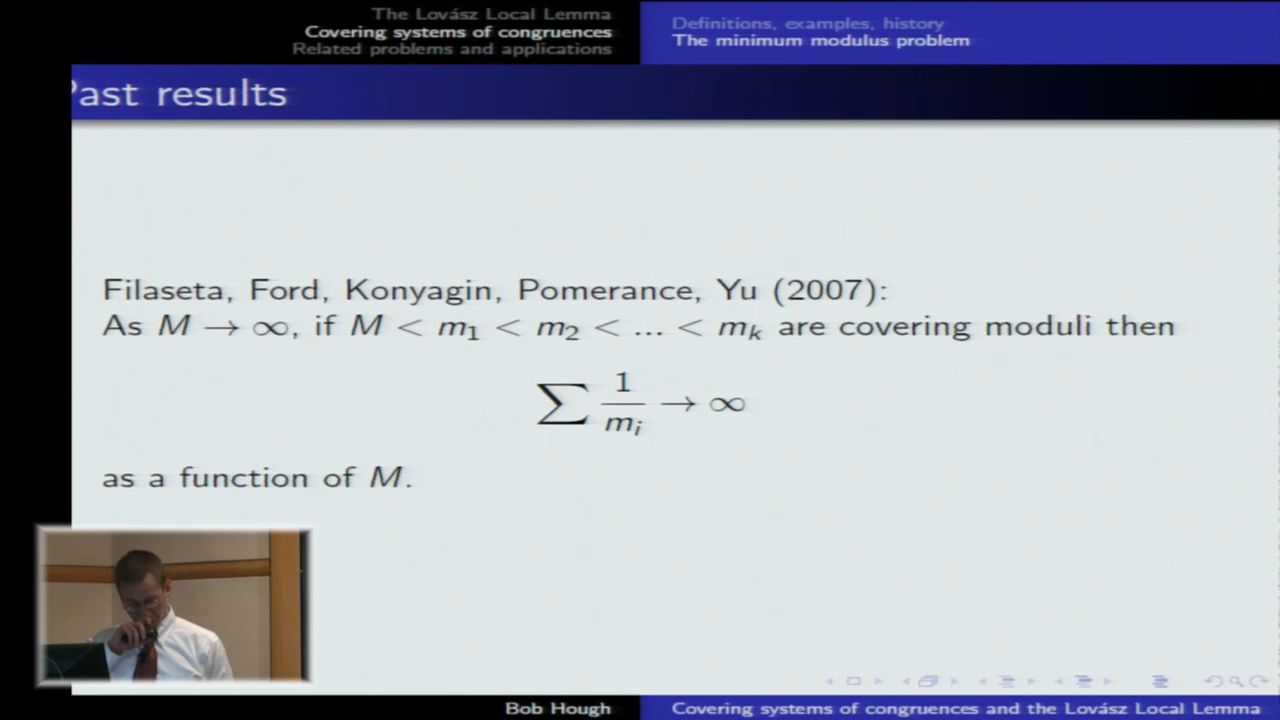 The Lovász Local Lemma
Covering systems of congruences
Related problems and applications
Definitions, examples, history
The minimum modulus problem
Past results
Filaseta, Ford, Konyagin, Pomerance, Yu (2007):
As M → ∞, if M < m₁ < m₂ < ... < mₖ are covering moduli then
∑ 1/mᵢ → ∞
as a function of M.
Bob Hough
Covering systems of congruences and the Lovász Local Lemma